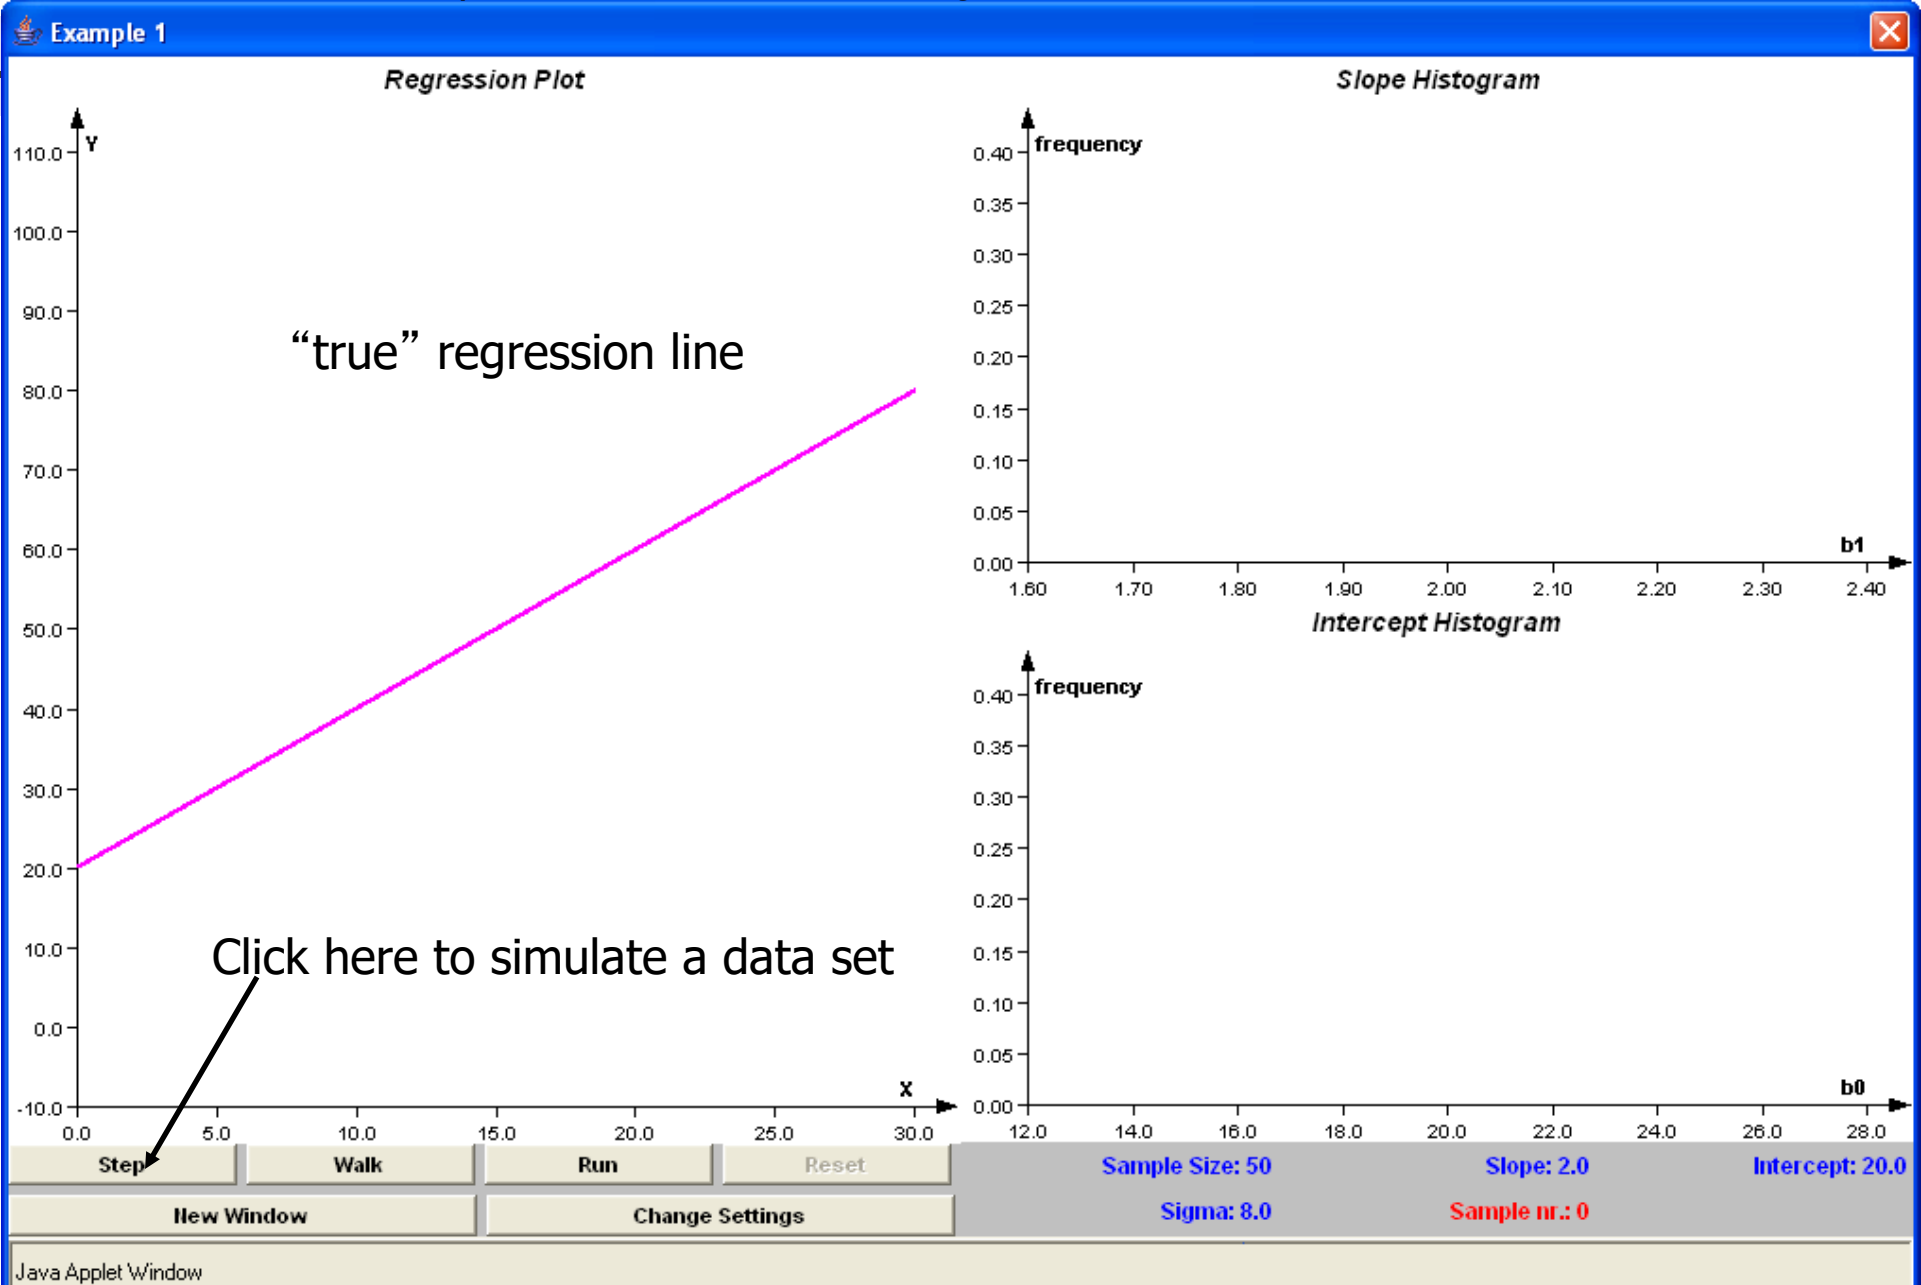 Example 1
Regression Plot
Y
110.0
100.0
90.0
80.0
70.0
60.0
50.0
40.0
30.0
20.0
10.0
0.0
-10.0
“true” regression line
Click here to simulate a data set
X
0.0 5.0 10.0 15.0 20.0 25.0 30.0
Slope Histogram
frequency
0.40
0.35
0.30
0.25
0.20
0.15
0.10
0.05
0.00
b1
1.60 1.70 1.80 1.90 2.00 2.10 2.20 2.30 2.40
Intercept Histogram
frequency
0.40
0.35
0.30
0.25
0.20
0.15
0.10
0.05
0.00
b0
12.0 14.0 16.0 18.0 20.0 22.0 24.0 26.0 28.0
Step Walk Run Reset
New Window Change Settings
Sample Size: 50 Slope: 2.0 Intercept: 20.0
Sigma: 8.0 Sample nr.: 0
Java Applet Window